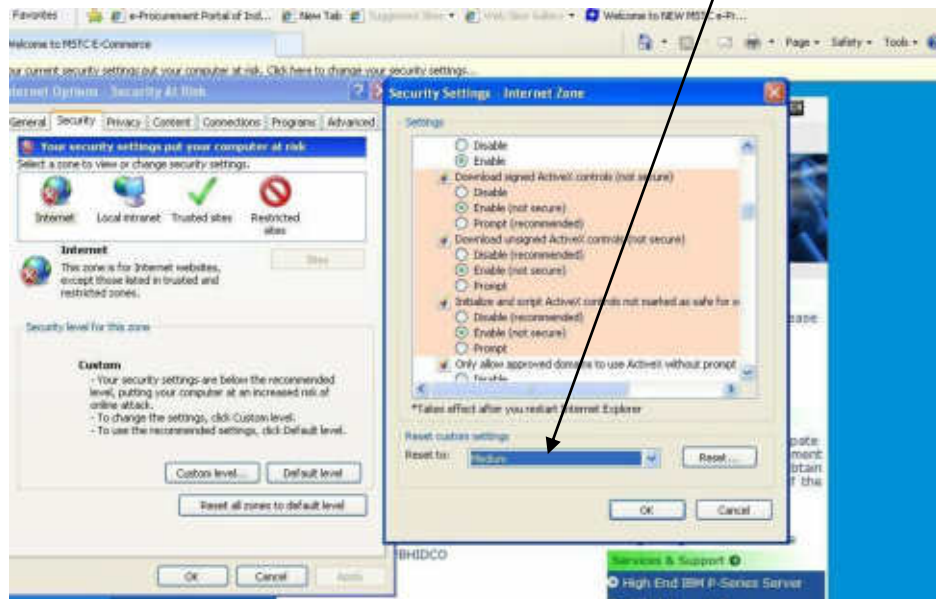 Favorites e-Procurement Portal of Ind... New Tab Suggested Sites Web Slice Gallery Welcome to NEW MSTC e-Pr...
Welcome to MSTC E-Commerce Page Safety Tools
our current security settings put your computer at risk. Click here to change your security settings...
Internet Options - Security At Risk
General Security Privacy Content Connections Programs Advanced
Your security settings put your computer at risk
Select a zone to view or change security settings.
Internet Local intranet Trusted sites Restricted sites
Internet
Sites
This zone is for Internet websites,
except those listed in trusted and
restricted zones.
Security level for this zone
Custom
- Your security settings are below the recommended
level, putting your computer at an increased risk of
online attack.
- To change the settings, click Custom level.
- To use the recommended settings, click Default level.
Custom level... Default level
Reset all zones to default level
OK Cancel Apply
Security Settings - Internet Zone
Settings
Disable
Enable
Download signed ActiveX controls (not secure)
Disable
Enable (not secure)
Prompt (recommended)
Download unsigned ActiveX controls (not secure)
Disable (recommended)
Enable (not secure)
Prompt
Initialize and script ActiveX controls not marked as safe for
Disable (recommended)
Enable (not secure)
Prompt
Only allow approved domains to use ActiveX without prompt
Disable
*Takes effect after you restart Internet Explorer
Reset custom settings
Reset to: Medium Reset...
OK Cancel
BHIDCO
Services & Support
High End IBM P-Series Server